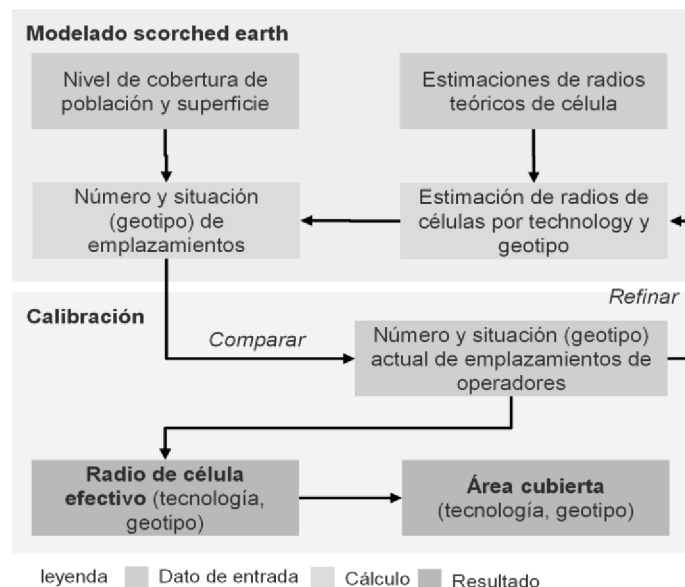 Modelado scorched earth
Nivel de cobertura de
población y superficie
Estimaciones de radios
teóricos de célula
Número y situación
(geotipo) de
emplazamientos
Estimación de radios de
células por technology y
geotipo
Refinar
Calibración
Comparar
Número y situación (geotipo)
actual de emplazamientos de
operadores
Radio de célula
efectivo (tecnología,
geotipo)
Área cubierta
(tecnología, geotipo)
leyenda Dato de entrada Cálculo Resultado